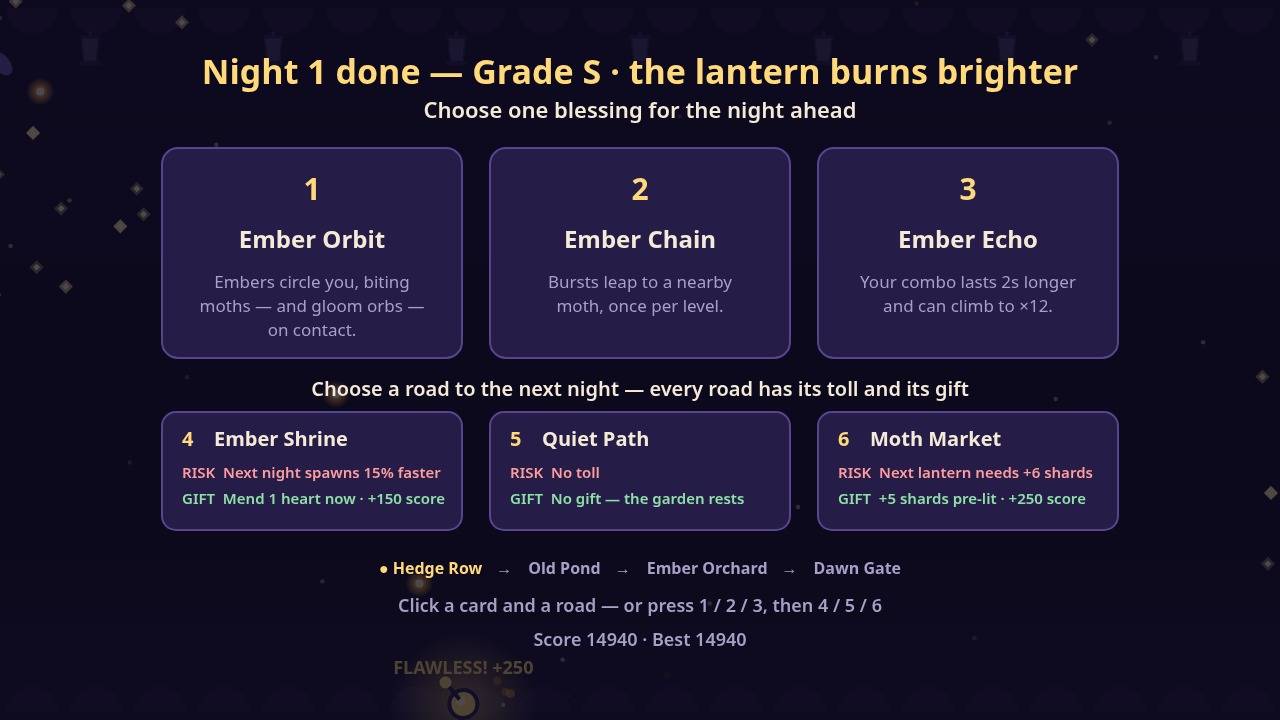 Night 1 done — Grade S · the lantern burns brighter
Choose one blessing for the night ahead
1
Ember Orbit
Embers circle you, biting
moths — and gloom orbs —
on contact.
2
Ember Chain
Bursts leap to a nearby
moth, once per level.
3
Ember Echo
Your combo lasts 2s longer
and can climb to ×12.
Choose a road to the next night — every road has its toll and its gift
4 Ember Shrine
RISK Next night spawns 15% faster
GIFT Mend 1 heart now · +150 score
5 Quiet Path
RISK No toll
GIFT No gift — the garden rests
6 Moth Market
RISK Next lantern needs +6 shards
GIFT +5 shards pre-lit · +250 score
● Hedge Row → Old Pond → Ember Orchard → Dawn Gate
Click a card and a road — or press 1 / 2 / 3, then 4 / 5 / 6
Score 14940 · Best 14940
FLAWLESS! +250